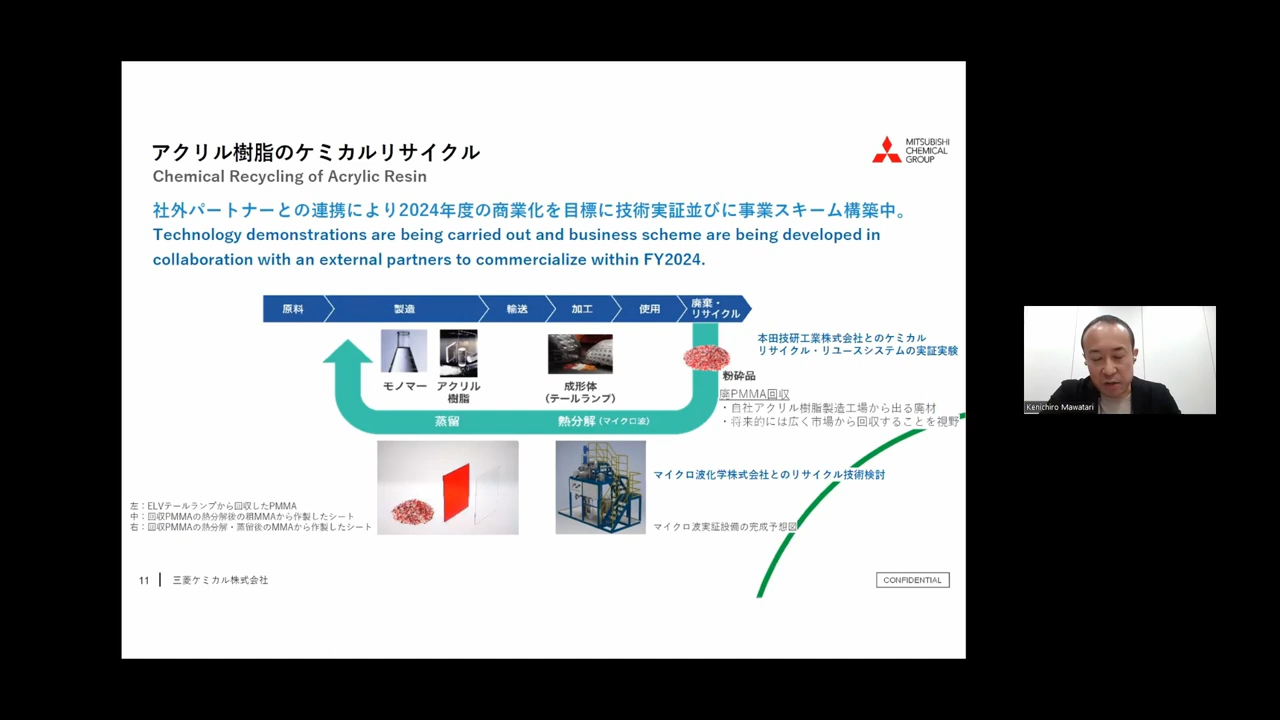 アクリル樹脂のケミカルリサイクル
Chemical Recycling of Acrylic Resin
MITSUBISHI
CHEMICAL
GROUP
社外パートナーとの連携により2024年度の商業化を目標に技術実証並びに事業スキーム構築中。
Technology demonstrations are being carried out and business scheme are being developed in
collaboration with an external partners to commercialize within FY2024.
原料
製造
輸送
加工
使用
廃棄・
リサイクル
本田技研工業株式会社とのケミカル
リサイクル・リユースシステムの実証実験
モノマー
アクリル
樹脂
成形体
(テールランプ)
粉砕品
廃PMMA回収
・自社アクリル樹脂製造工場から出る廃材
・将来的には広く市場から回収することを視野
蒸留
熱分解(マイクロ波)
マイクロ波化学株式会社とのリサイクル技術検討
左：ELVテールランプから回収したPMMA
中：回収PMMAの熱分解後の粗MMAから作製したシート
右：回収PMMAの熱分解・蒸留後のMMAから作製したシート
マイクロ波実証設備の完成予想図
11
三菱ケミカル株式会社
CONFIDENTIAL
Kenichiro Mawatari